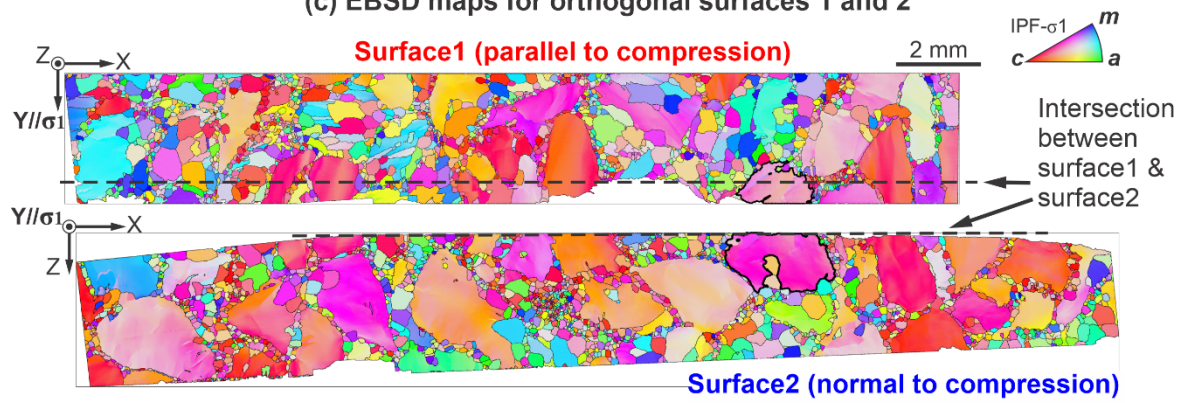 (c) EBSD maps for orthogonal surfaces 1 and 2
Z X
Y//σ1
Surface1 (parallel to compression)
2 mm
IPF-σ1
m
c a
Intersection
between
surface1 &
surface2
Y//σ1
X
Z
Surface2 (normal to compression)